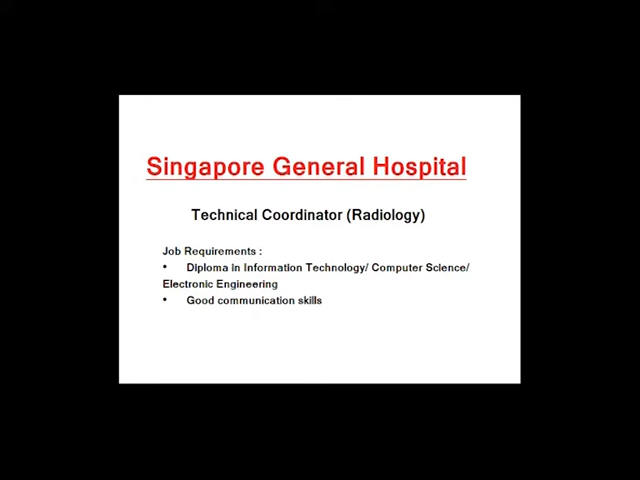 Singapore General Hospital
Technical Coordinator (Radiology)
Job Requirements :
• Diploma in Information Technology/ Computer Science/
Electronic Engineering
• Good communication skills